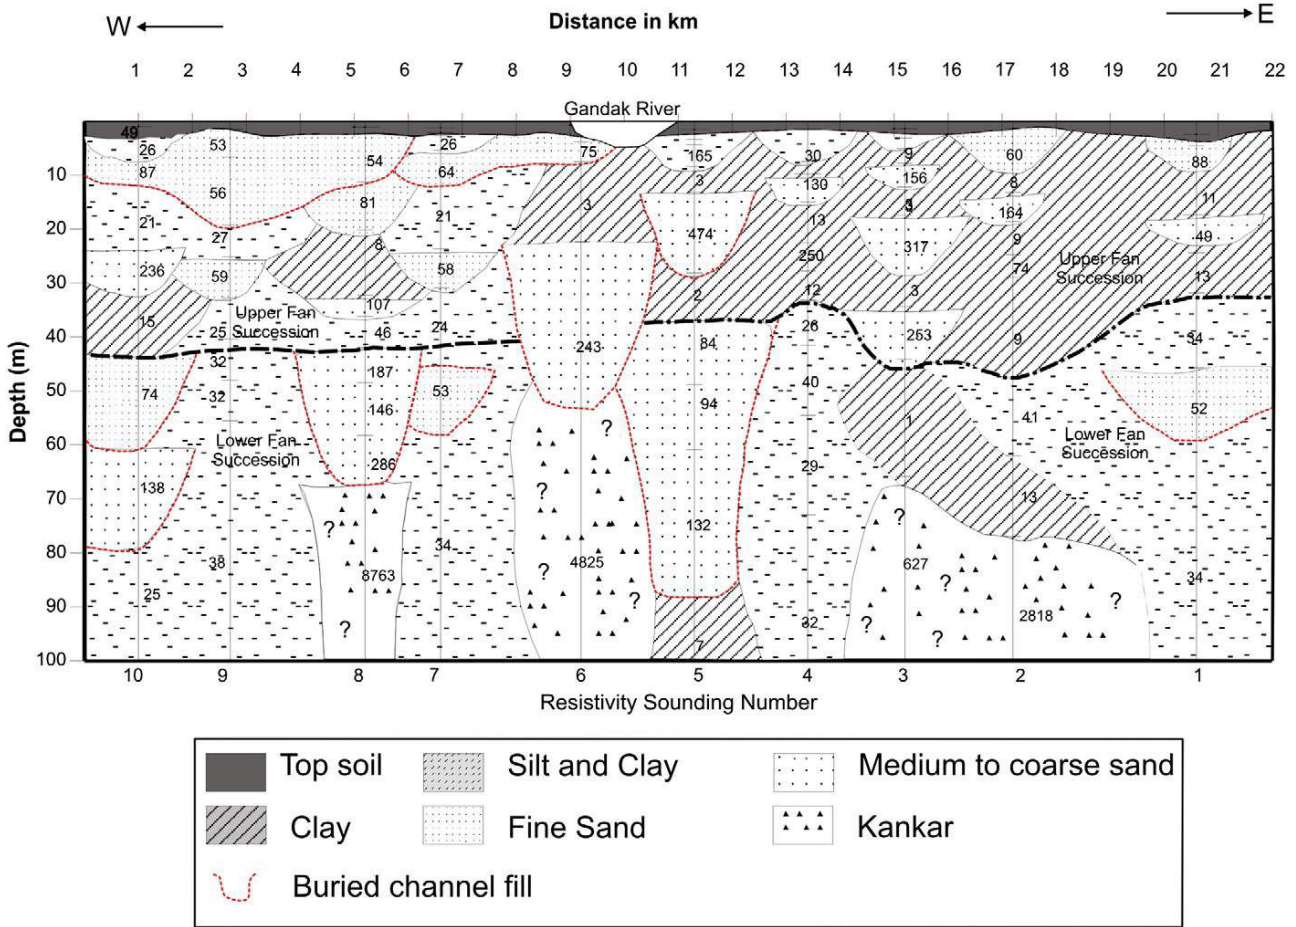 W Distance in km E
1 2 3 4 5 6 7 8 9 10 11 12 13 14 15 16 17 18 19 20 21 22
Gandak River
49
26 53 54 26 75 165 30 9 60 88
87 56 64 3 130 156 8
10
81 3 474 13 3 164 11
21 21
20
27 8 317 9 49
236 59 58 250 74 Upper Fan
Succession 13
30
107 2 12 3
15 Upper Fan
Succession
25 46 24 26 253 9 34
40
32 187 243 84
74 32 146 53 94 40 1 41 52
50
60
Lower Fan
Succession
286 29 Lower Fan
Succession
138 ? ? 13
70
? 132 ?
34
80
38 8763 ? 4825 627 ? 34
25 ? 2818 ?
90
? 32 ? ?
7
100
Depth (m)
10 9 8 7 6 5 4 3 2 1
Resistivity Sounding Number
Top soil Silt and Clay Medium to coarse sand
Clay Fine Sand Kankar
Buried channel fill